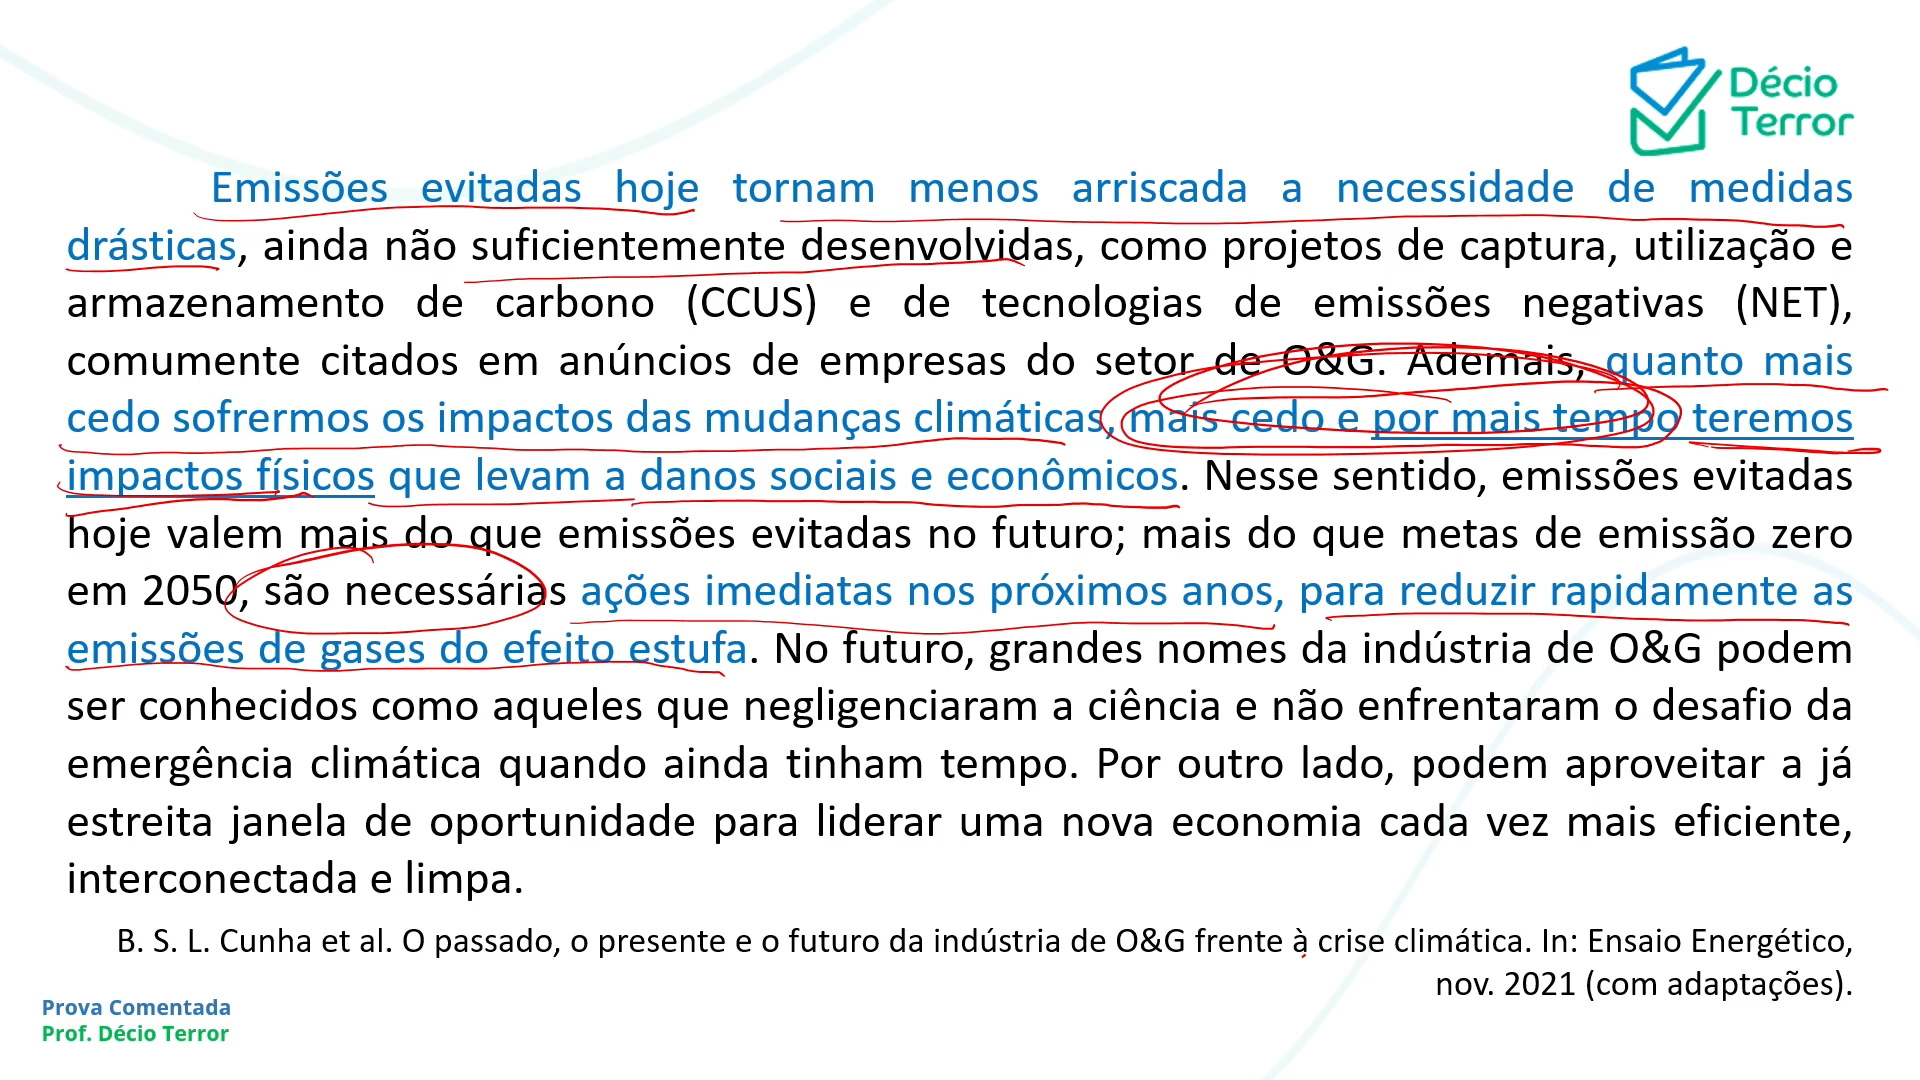 Décio
Terror
Emissões evitadas hoje tornam menos arriscada a necessidade de medidas
drásticas, ainda não suficientemente desenvolvidas, como projetos de captura, utilização e
armazenamento de carbono (CCUS) e de tecnologias de emissões negativas (NET),
comumente citados em anúncios de empresas do setor de O&G. Ademais, quanto mais
cedo sofrermos os impactos das mudanças climáticas, mais cedo e por mais tempo teremos
impactos físicos que levam a danos sociais e econômicos. Nesse sentido, emissões evitadas
hoje valem mais do que emissões evitadas no futuro; mais do que metas de emissão zero
em 2050, são necessárias ações imediatas nos próximos anos, para reduzir rapidamente as
emissões de gases do efeito estufa. No futuro, grandes nomes da indústria de O&G podem
ser conhecidos como aqueles que negligenciaram a ciência e não enfrentaram o desafio da
emergência climática quando ainda tinham tempo. Por outro lado, podem aproveitar a já
estreita janela de oportunidade para liderar uma nova economia cada vez mais eficiente,
interconectada e limpa.
B. S. L. Cunha et al. O passado, o presente e o futuro da indústria de O&G frente à crise climática. In: Ensaio Energético,
nov. 2021 (com adaptações).
Prova Comentada
Prof. Décio Terror